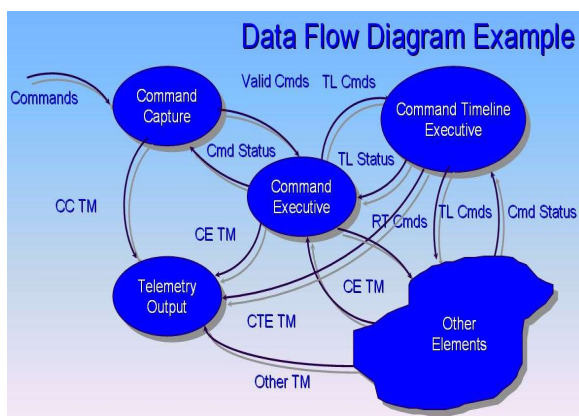 Data Flow Diagram Example
Commands
Command
Capture
Valid Cmds
TL Cmds
Command Timeline
Executive
Cmd Status
TL Status
Command
Executive
CC TM
CE TM
RT Cmds
TL Cmds
Cmd Status
Telemetry
Output
CE TM
CTE TM
Other
Elements
Other TM